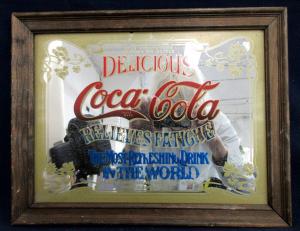 DELICIOUS
Coca-Cola
RELIEVES FATIGUE
THE MOST REFRESHING DRINK
IN THE WORLD